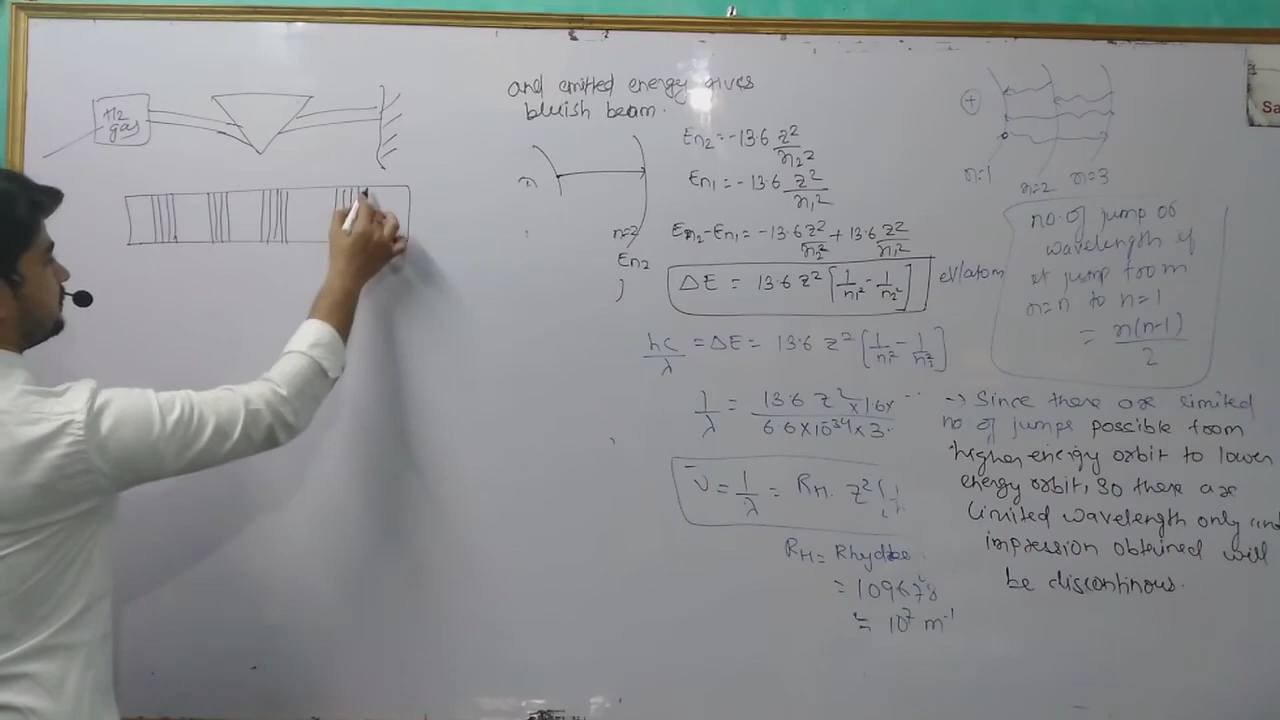 H2
gas
and emitted energy gives
bluish beam.
n=2
En2
En2 = -13.6 z²/n2²
En1 = -13.6 z²/n1²
En2 - En1 = -13.6 z²/n2² + 13.6 z²/n1²
ΔE = 13.6 z² [1/n1² - 1/n2²] eV/atom
hc/λ = ΔE = 13.6 z² [1/n1² - 1/n2²]
1/λ = 13.6 z² × 1.6×/6.6×10-34×3.
ν̄ = 1/λ = RH. z²
RH = Rhydbe
= 109678
≈ 10⁷ m-1
+
n=1
n=2
n=3
no. of jump or
wavelength if
et jump from
n=n to n=1
= n(n-1)/2
→ Since there are limited
no of jumps possible from
higher energy orbit to lower
energy orbit, so there are
limited wavelength only and
impression obtained will
be discontinous.
Sa